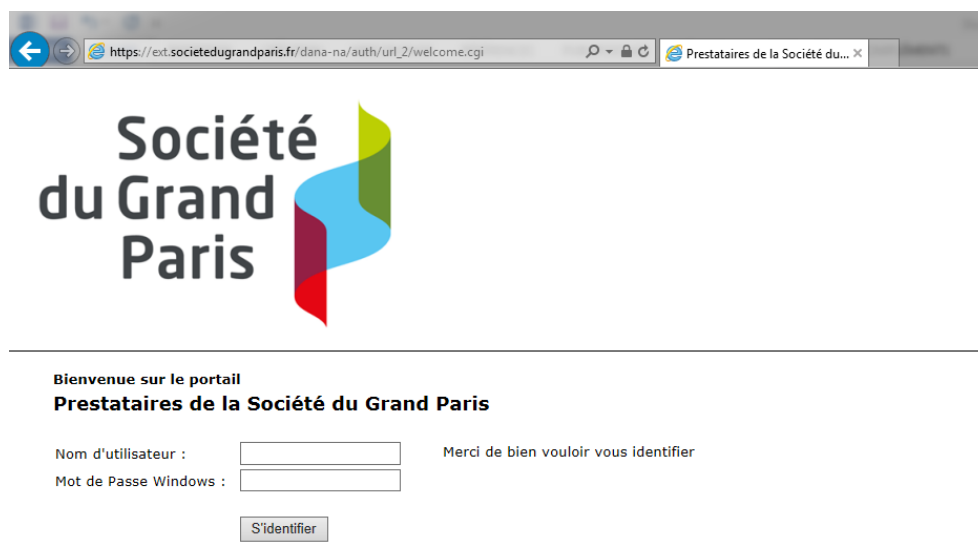 https://ext.societedugrandparis.fr/dana-na/auth/url_2/welcome.cgi
Prestataires de la Société du...
Société
du Grand
Paris
Bienvenue sur le portail
Prestataires de la Société du Grand Paris
Nom d'utilisateur :
Merci de bien vouloir vous identifier
Mot de Passe Windows :
S'identifier